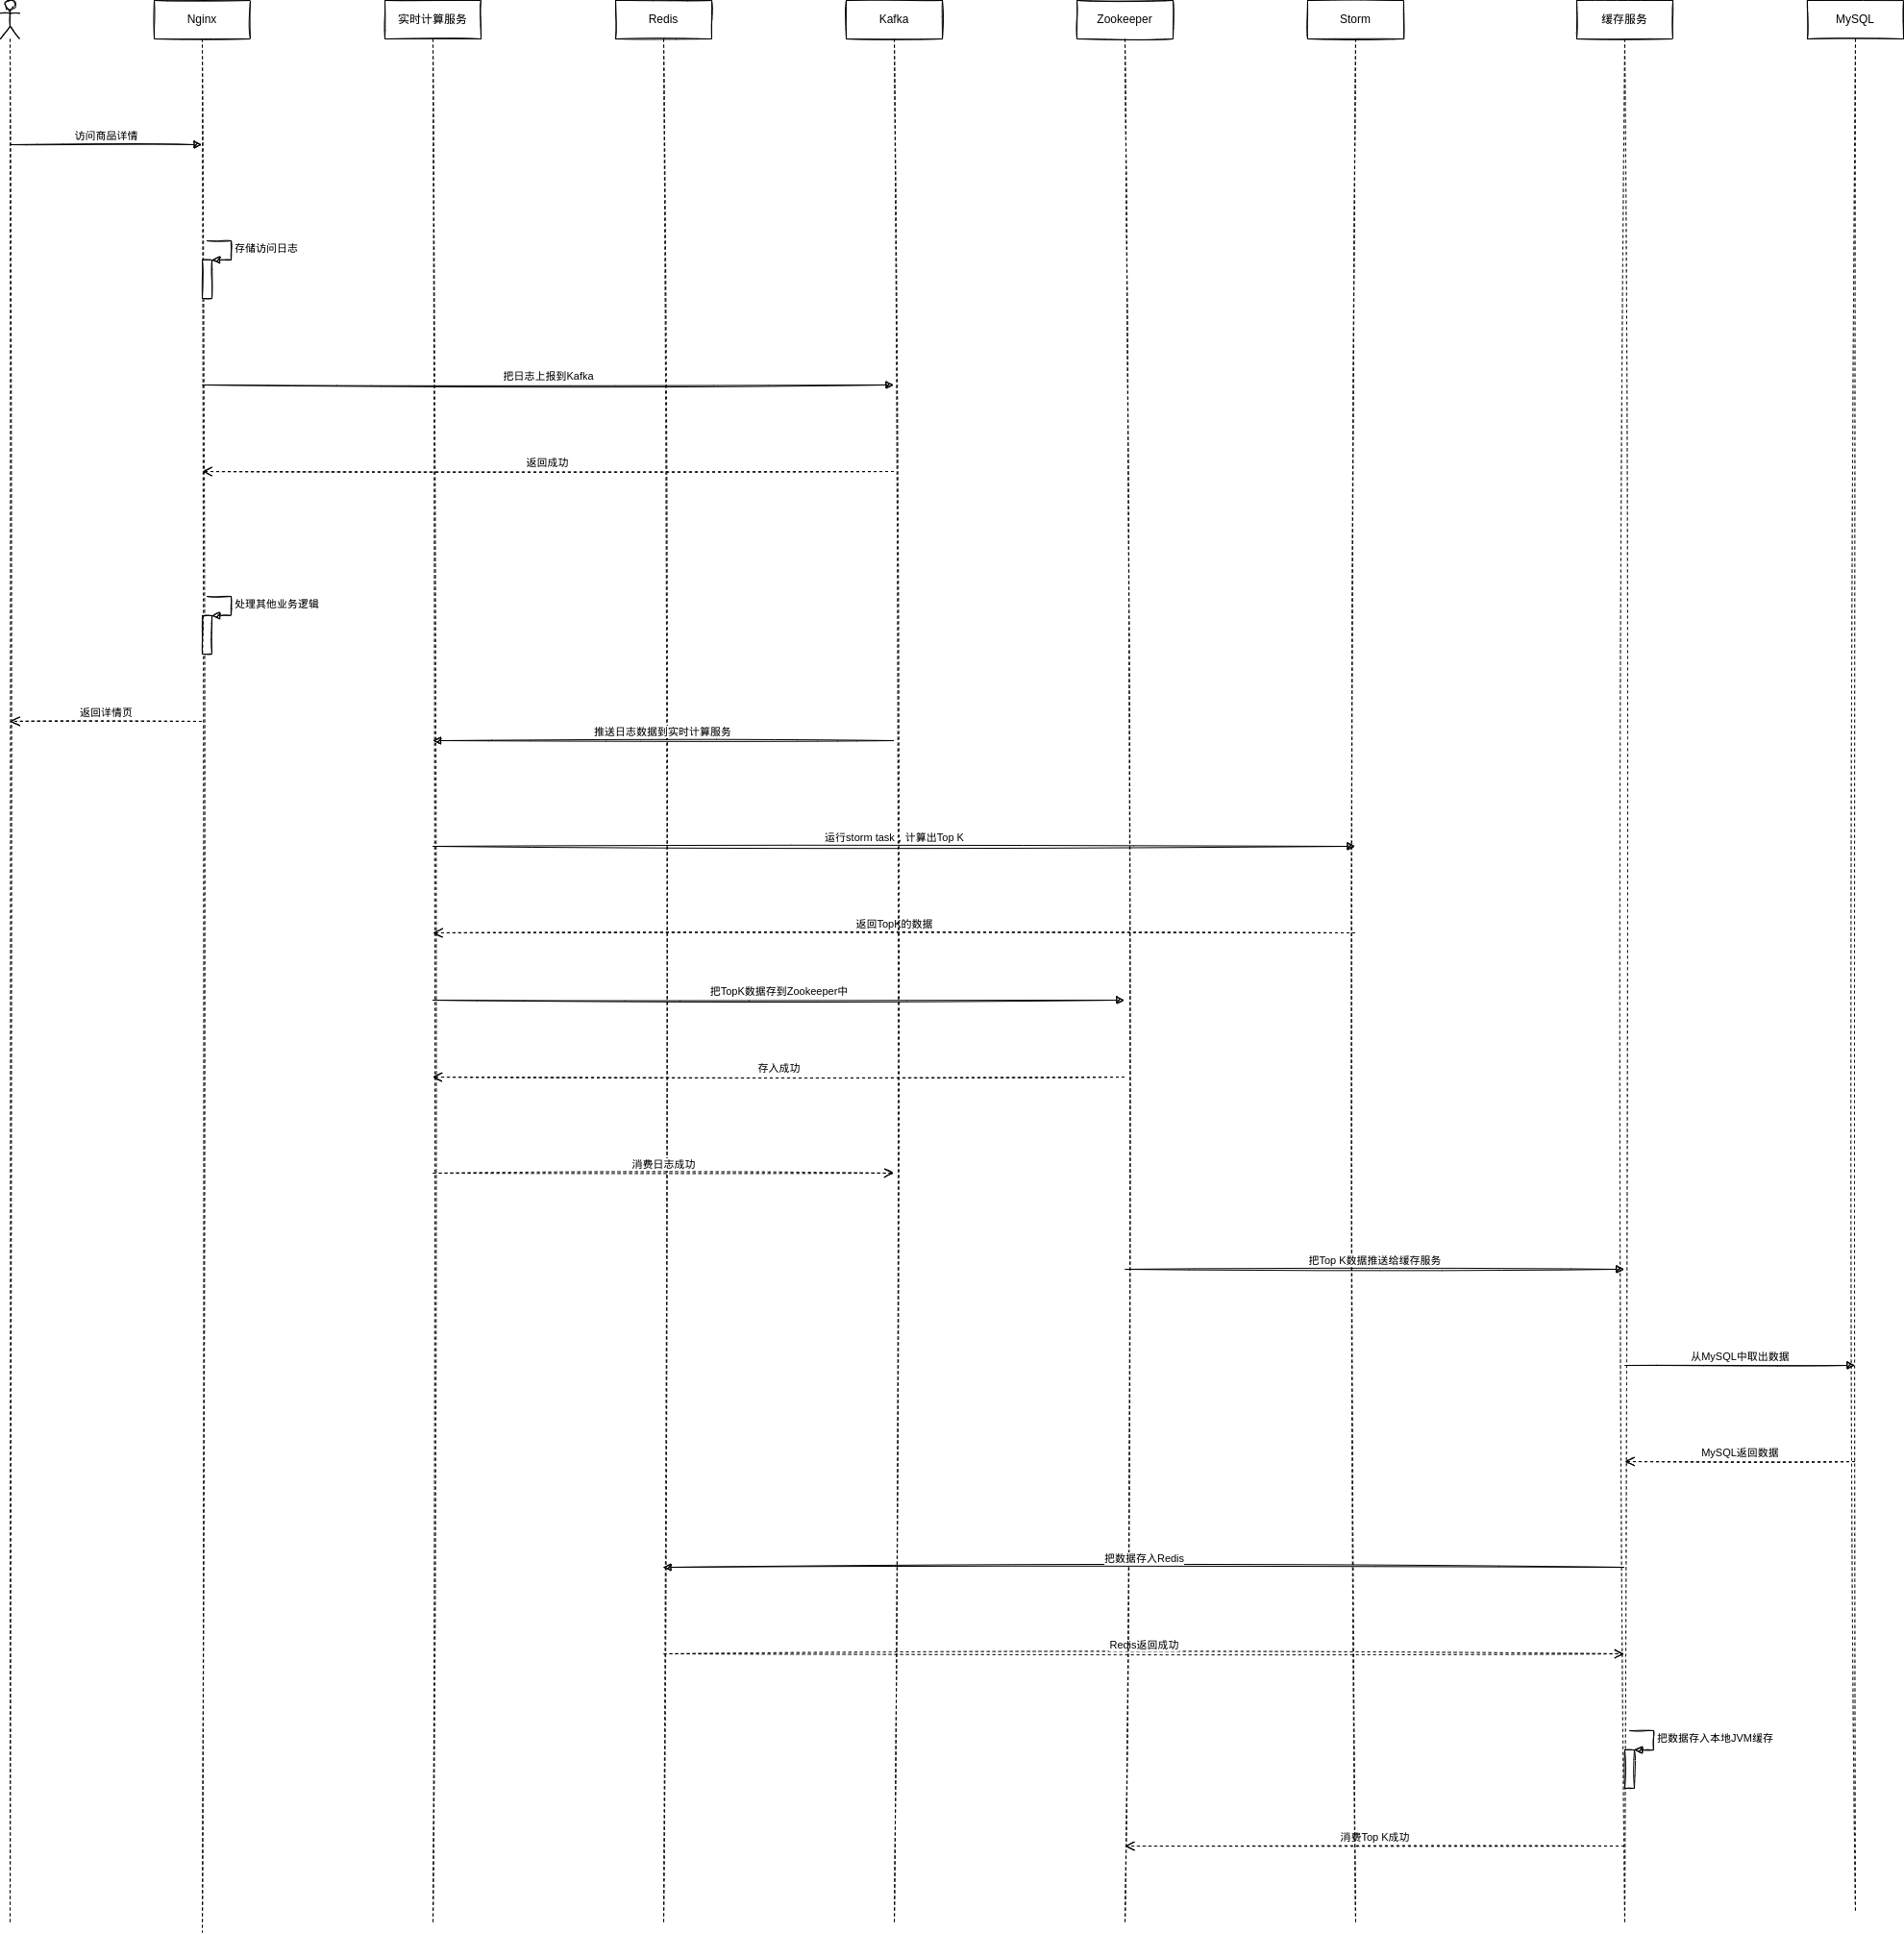 Nginx
实时计算服务
Redis
Kafka
Zookeeper
Storm
缓存服务
MySQL
访问商品详情
存储访问日志
把日志上报到Kafka
返回成功
处理其他业务逻辑
返回详情页
推送日志数据到实时计算服务
运行storm task，计算出Top K
返回TopK的数据
把TopK数据存到Zookeeper中
存入成功
消费日志成功
把Top K数据推送给缓存服务
从MySQL中取出数据
MySQL返回数据
把数据存入Redis
Redis返回成功
把数据存入本地JVM缓存
消费Top K成功